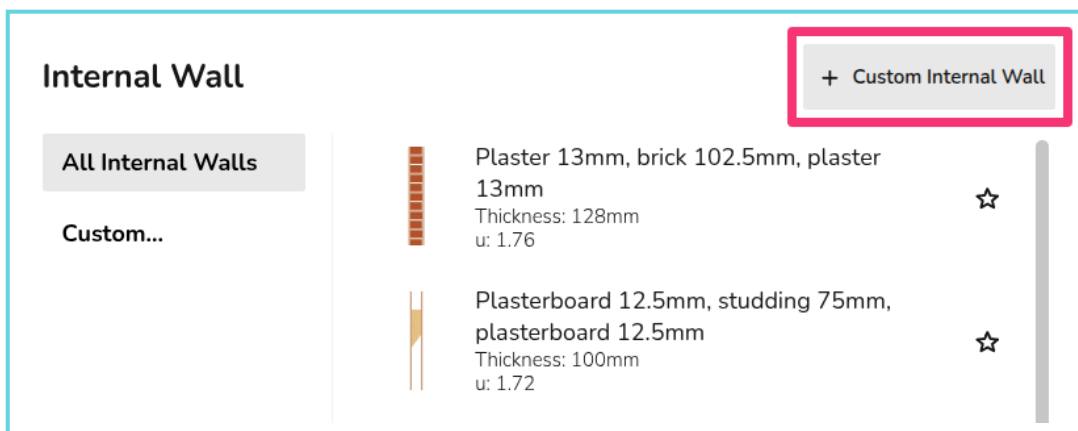 Internal Wall
+ Custom Internal Wall
All Internal Walls
Custom...
Plaster 13mm, brick 102.5mm, plaster
13mm
Thickness: 128mm
u: 1.76
Plasterboard 12.5mm, studding 75mm,
plasterboard 12.5mm
Thickness: 100mm
u: 1.72